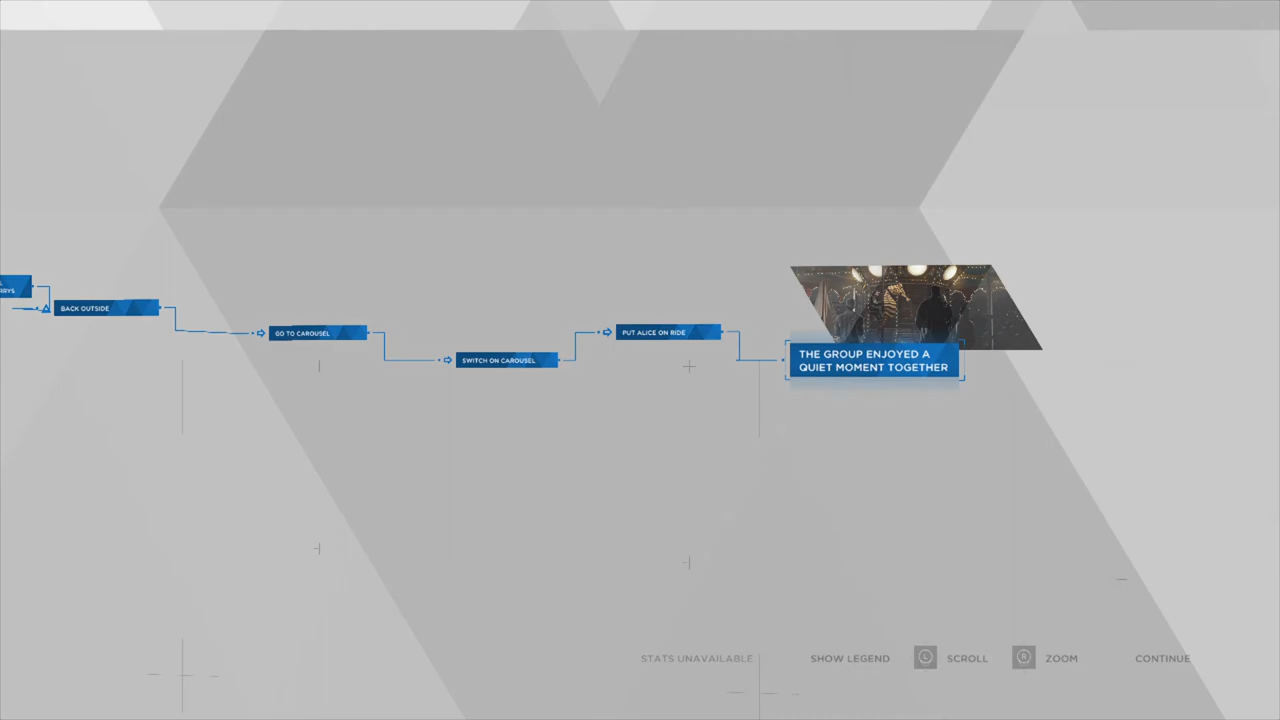 RRYS
BACK OUTSIDE
GO TO CAROUSEL
SWITCH ON CAROUSEL
PUT ALICE ON RIDE
THE GROUP ENJOYED A
QUIET MOMENT TOGETHER
STATS UNAVAILABLE
SHOW LEGEND
L
SCROLL
R
ZOOM
CONTINUE